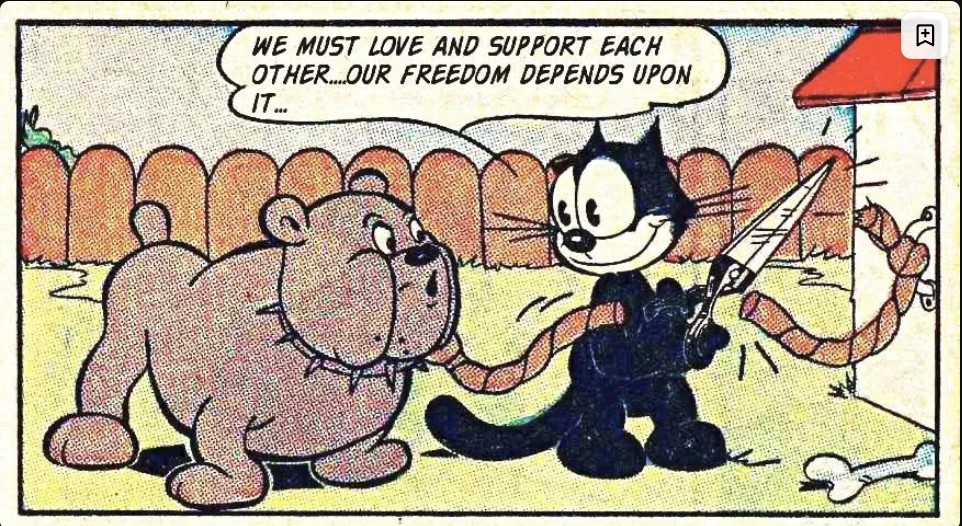 WE MUST LOVE AND SUPPORT EACH
OTHER....OUR FREEDOM DEPENDS UPON
IT...